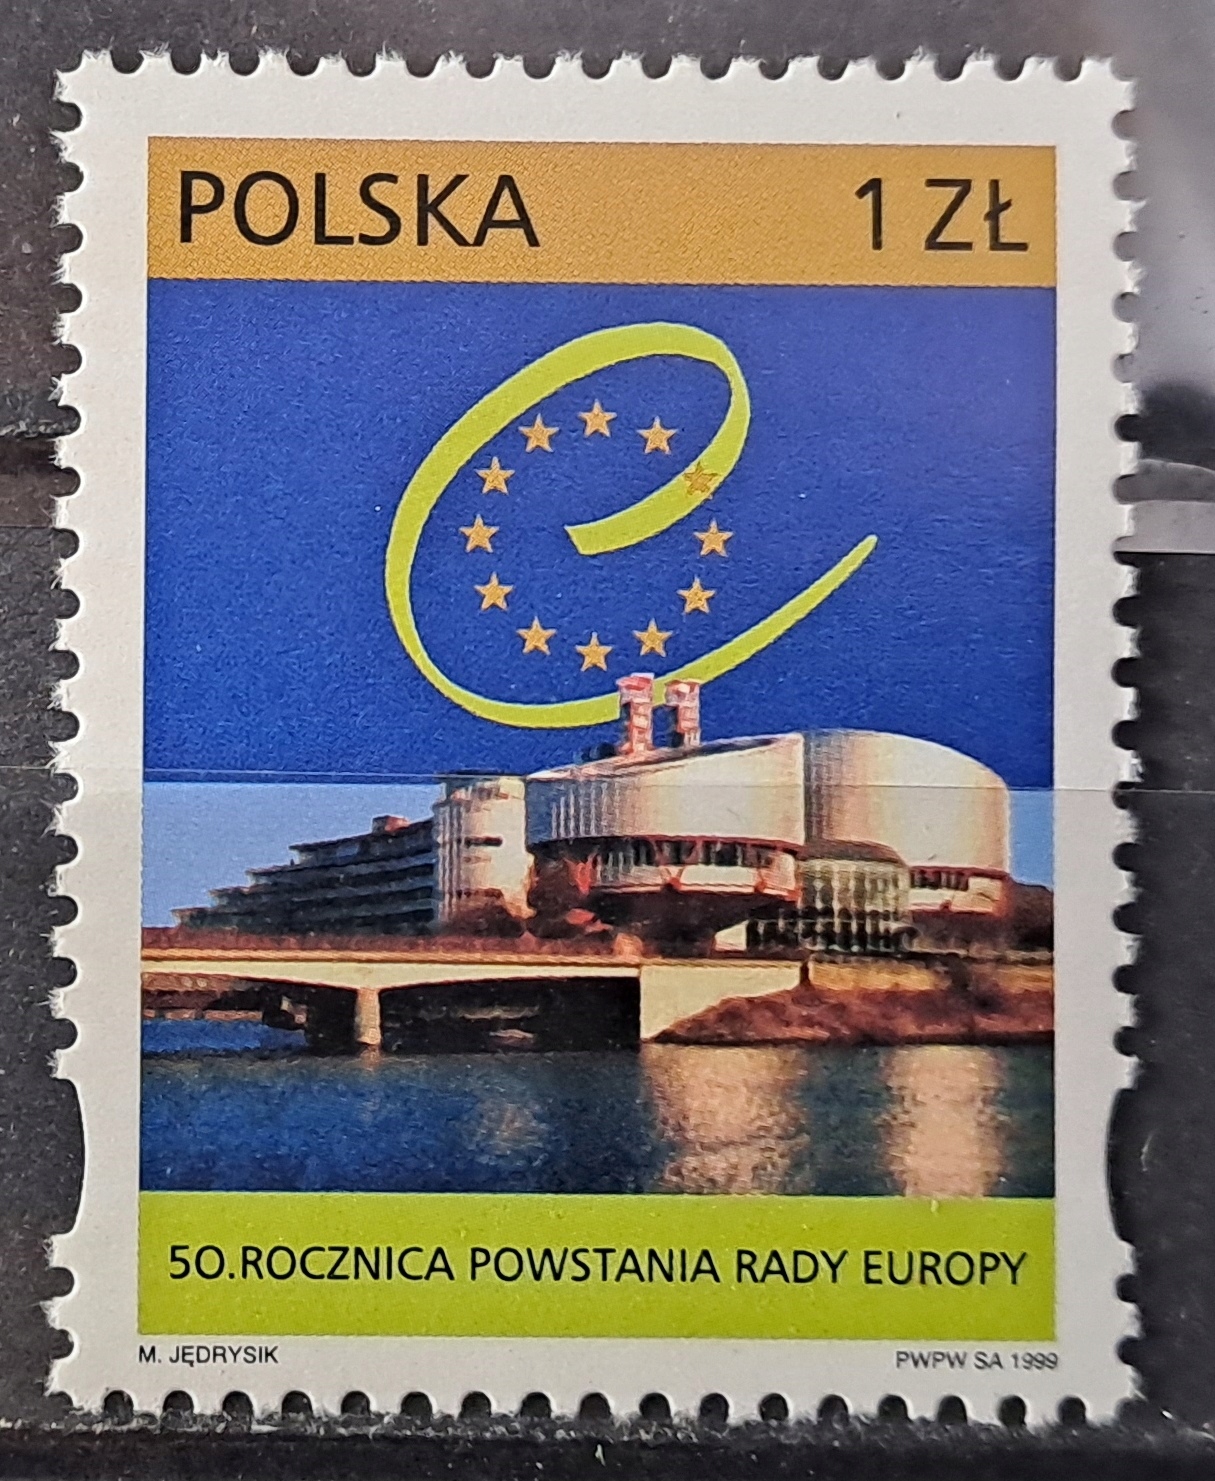 POLSKA 1 ZŁ
50.ROCZNICA POWSTANIA RADY EUROPY
M. JĘDRYSIK PWPW SA 1999